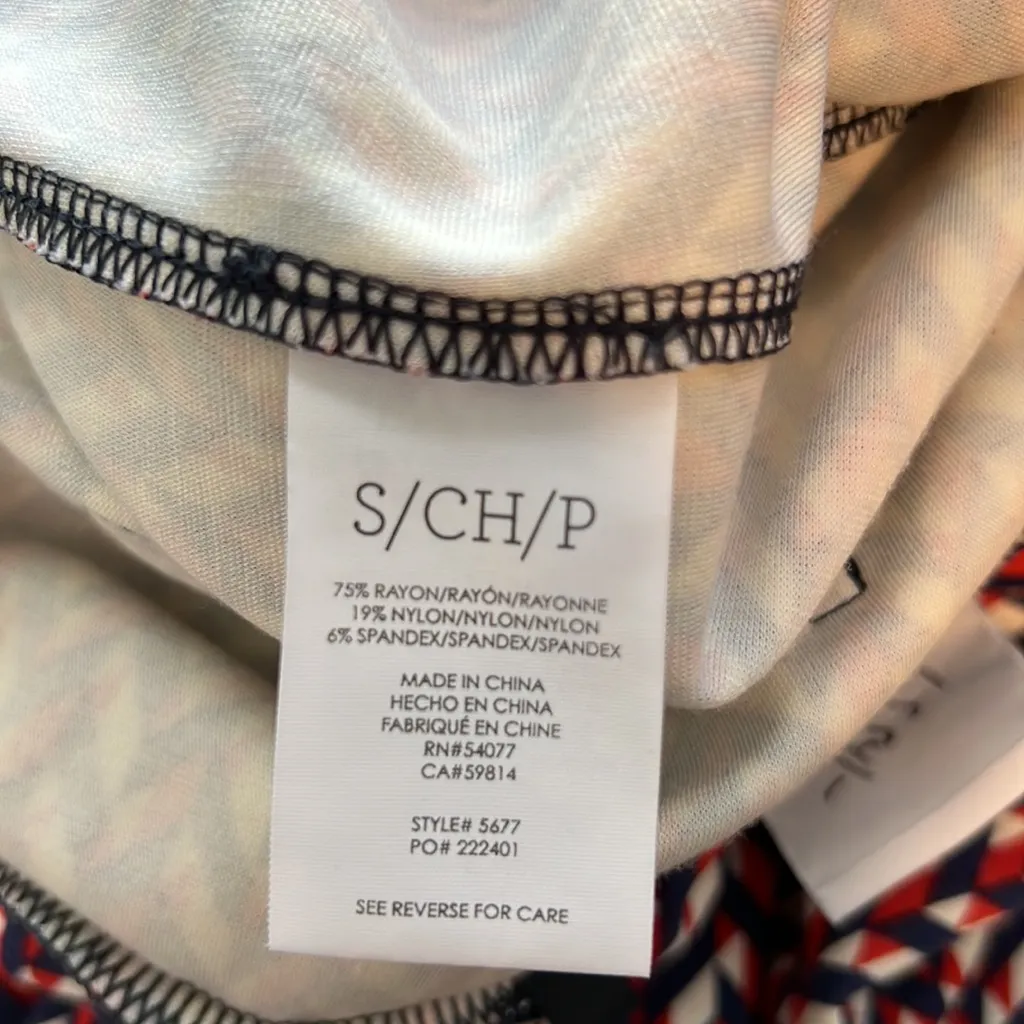 S/CH/P
75% RAYON/RAYÓN/RAYONNE
19% NYLON/NYLON/NYLON
6% SPANDEX/SPANDEX/SPANDEX
MADE IN CHINA
HECHO EN CHINA
FABRIQUÉ EN CHINE
RN#54077
CA#59814
STYLE# 5677
PO# 222401
SEE REVERSE FOR CARE